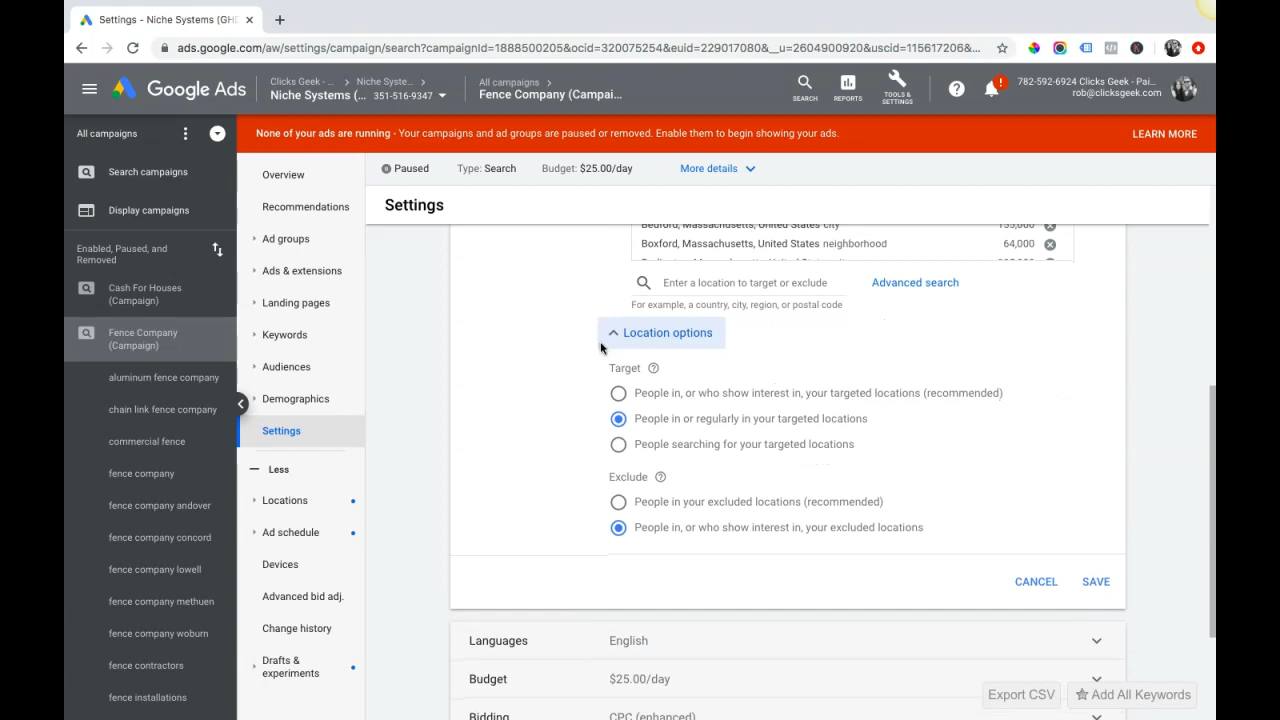 Settings - Niche Systems (GHE
ads.google.com/aw/settings/campaign/search?campaignId=1888500205&ocid=320075254&euid=229017080&__u=2604900920&uscid=115617206&...
Google Ads
Clicks Geek - ... > Niche Syste... >
Niche Systems (... 351-516-9347
All campaigns >
Fence Company (Campai...
SEARCH
REPORTS
TOOLS &
SETTINGS
782-592-6924 Clicks Geek - Pai...
rob@clicksgeek.com
All campaigns
None of your ads are running - Your campaigns and ad groups are paused or removed. Enable them to begin showing your ads.
LEARN MORE
Search campaigns
Display campaigns
Enabled, Paused, and
Removed
Cash For Houses
(Campaign)
Fence Company
(Campaign)
aluminum fence company
chain link fence company
commercial fence
fence company
fence company andover
fence company concord
fence company lowell
fence company methuen
fence company woburn
fence contractors
fence installations
Overview
Recommendations
Ad groups
Ads & extensions
Landing pages
Keywords
Audiences
Demographics
Settings
Less
Locations
Ad schedule
Devices
Advanced bid adj.
Change history
Drafts &
experiments
Paused Type: Search Budget: $25.00/day More details
Settings
Bedford, Massachusetts, United States city 155,000
Boxford, Massachusetts, United States neighborhood 64,000
Enter a location to target or exclude Advanced search
For example, a country, city, region, or postal code
Location options
Target
People in, or who show interest in, your targeted locations (recommended)
People in or regularly in your targeted locations
People searching for your targeted locations
Exclude
People in your excluded locations (recommended)
People in, or who show interest in, your excluded locations
CANCEL SAVE
Languages English
Budget $25.00/day
Bidding CPC (enhanced)
Export CSV Add All Keywords